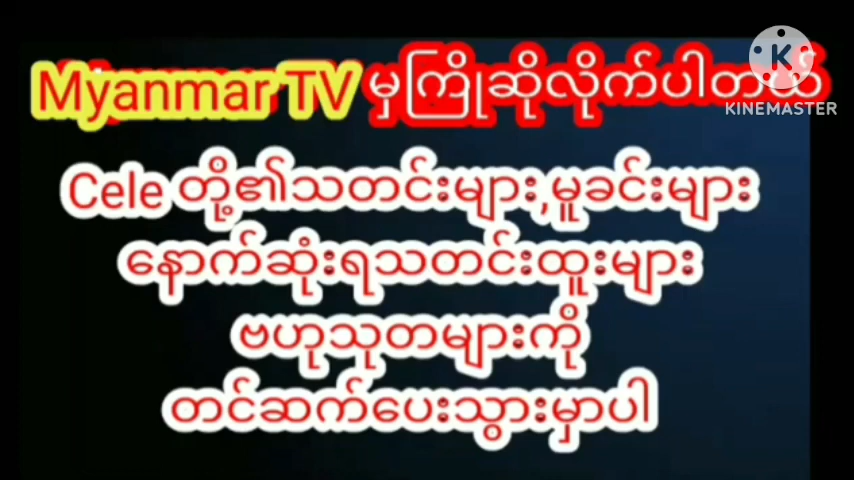 Myanmar TV မှကြိုဆိုလိုက်ပါတယ်
KINEMASTER
Cele တို့၏သတင်းများ,မူခင်းများ
နောက်ဆုံးရသတင်းထူးများ
ဗဟုသုတများကို
တင်ဆက်ပေးသွားမှာပါ